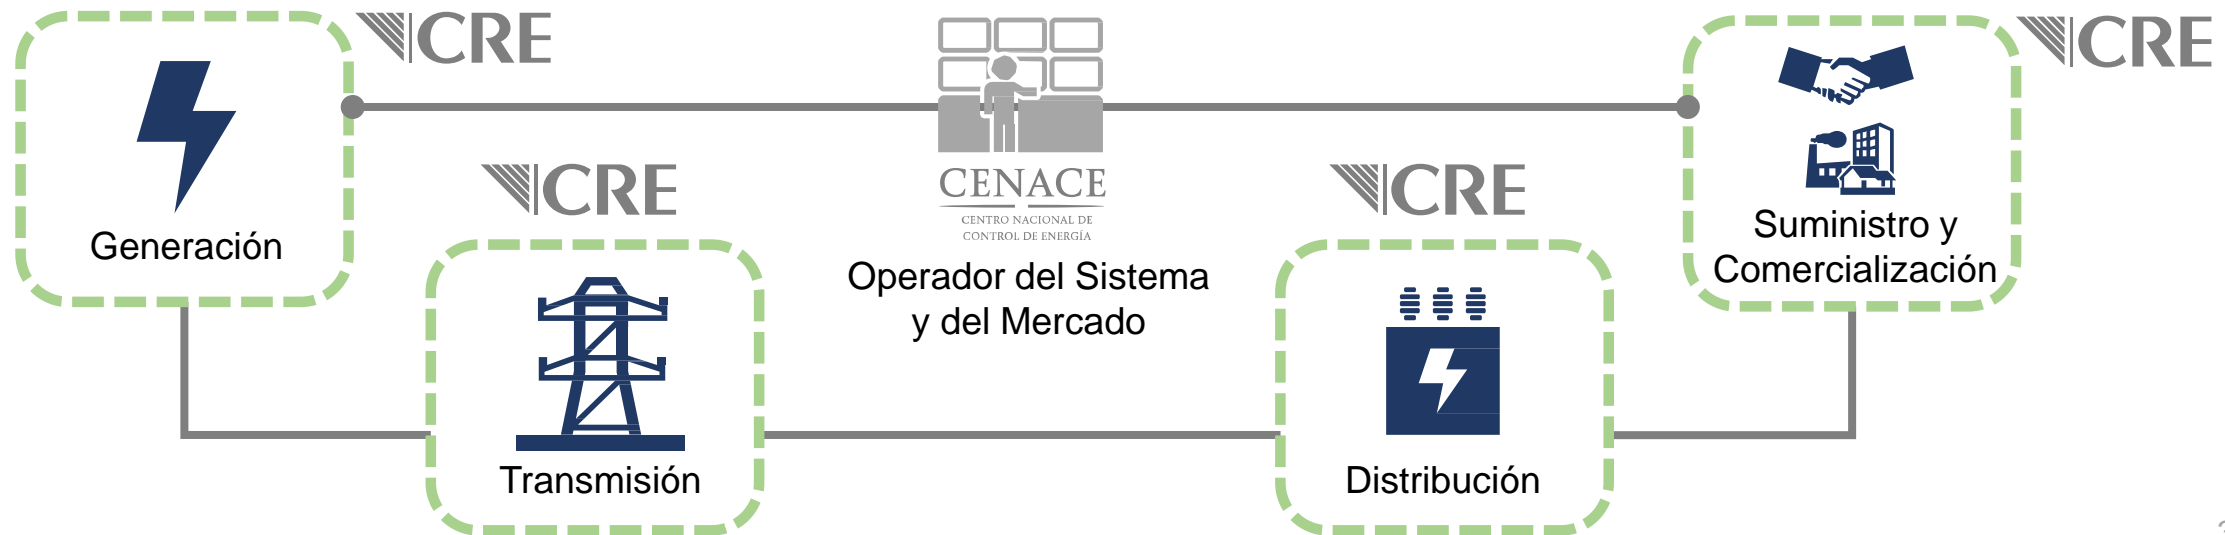 CRE
Generación
CRE
Transmisión
CENACE
CENTRO NACIONAL DE
CONTROL DE ENERGÍA
Operador del Sistema
y del Mercado
CRE
Distribución
CRE
Suministro y
Comercialización